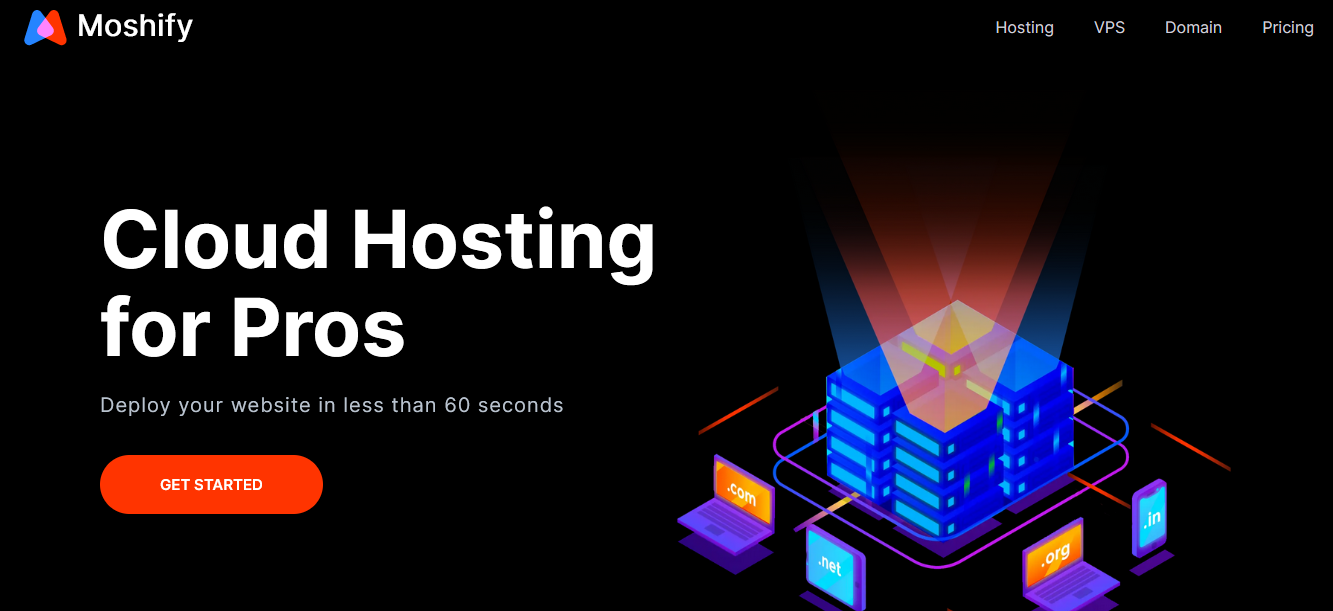 Moshify
Hosting
VPS
Domain
Pricing
Cloud Hosting
for Pros
Deploy your website in less than 60 seconds
GET STARTED
.com
.net
.org
.in